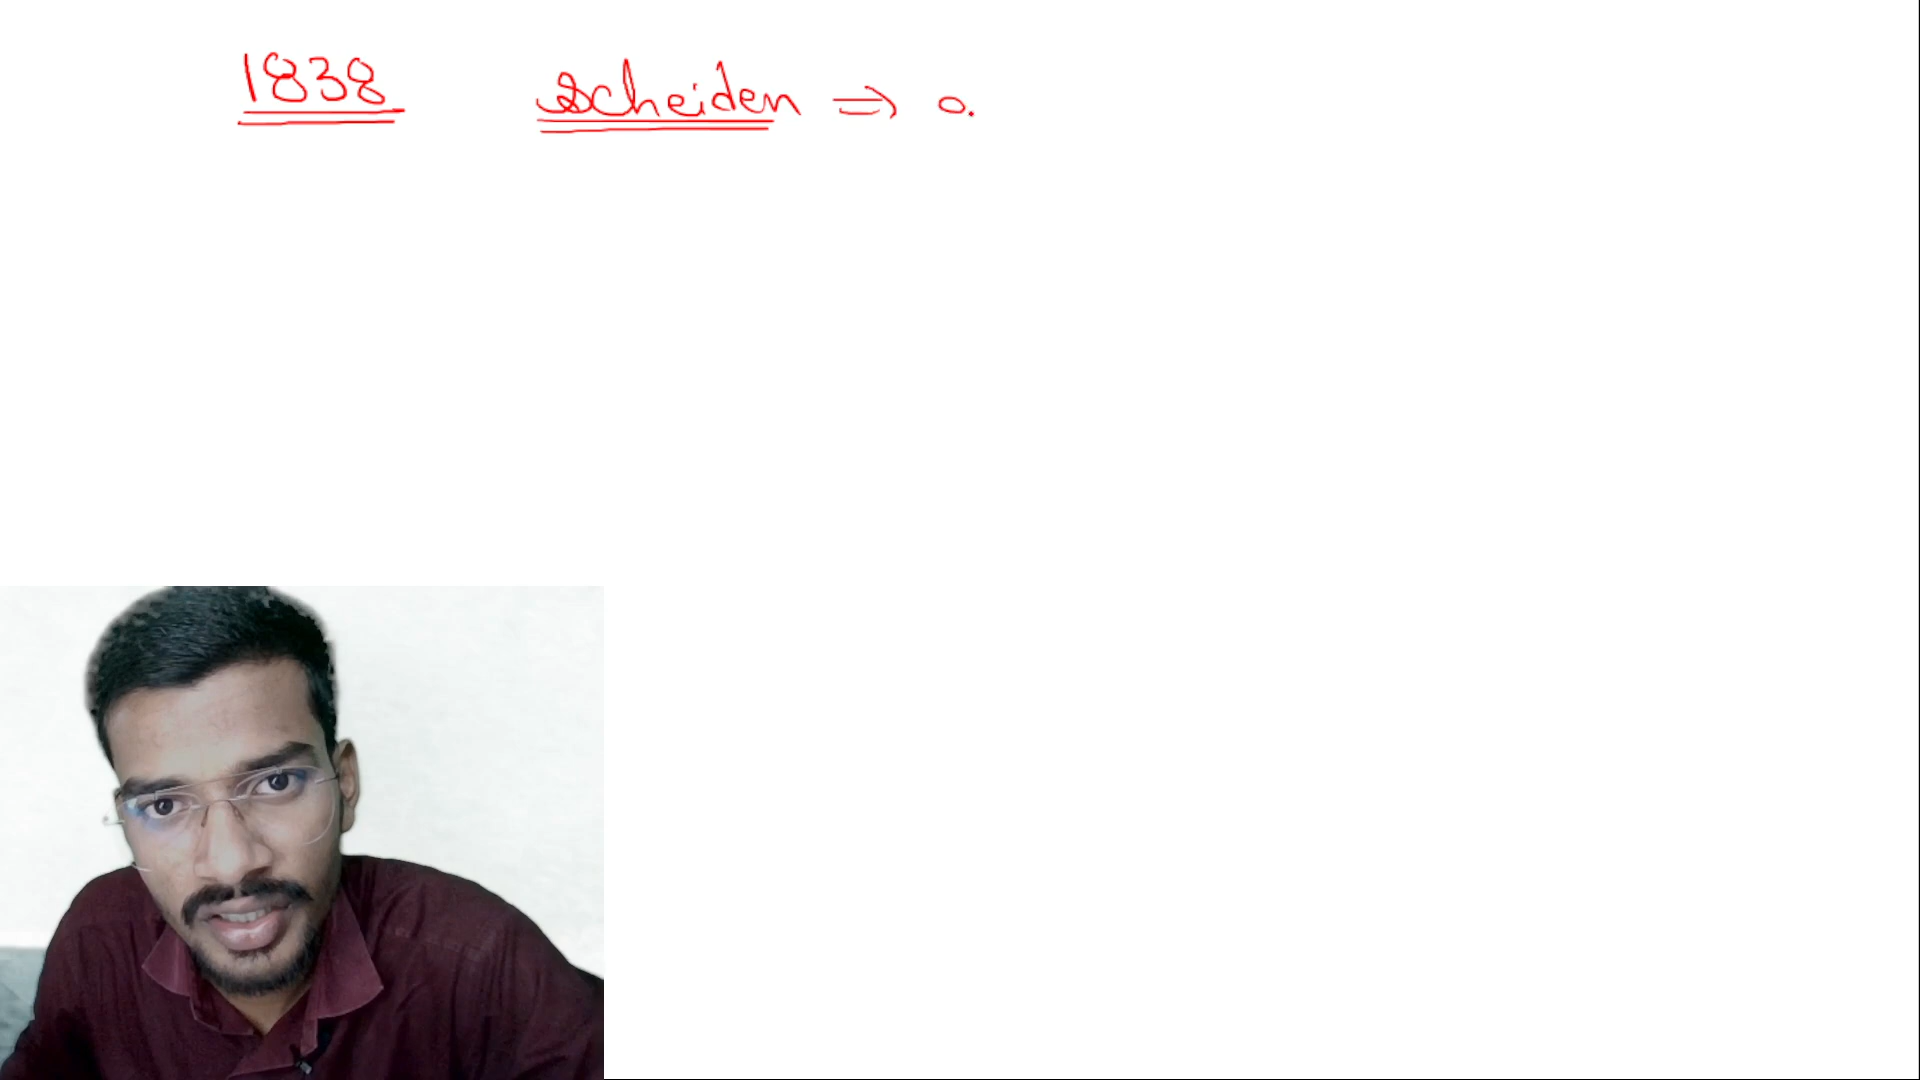 1838 scheiden ⇒ o.